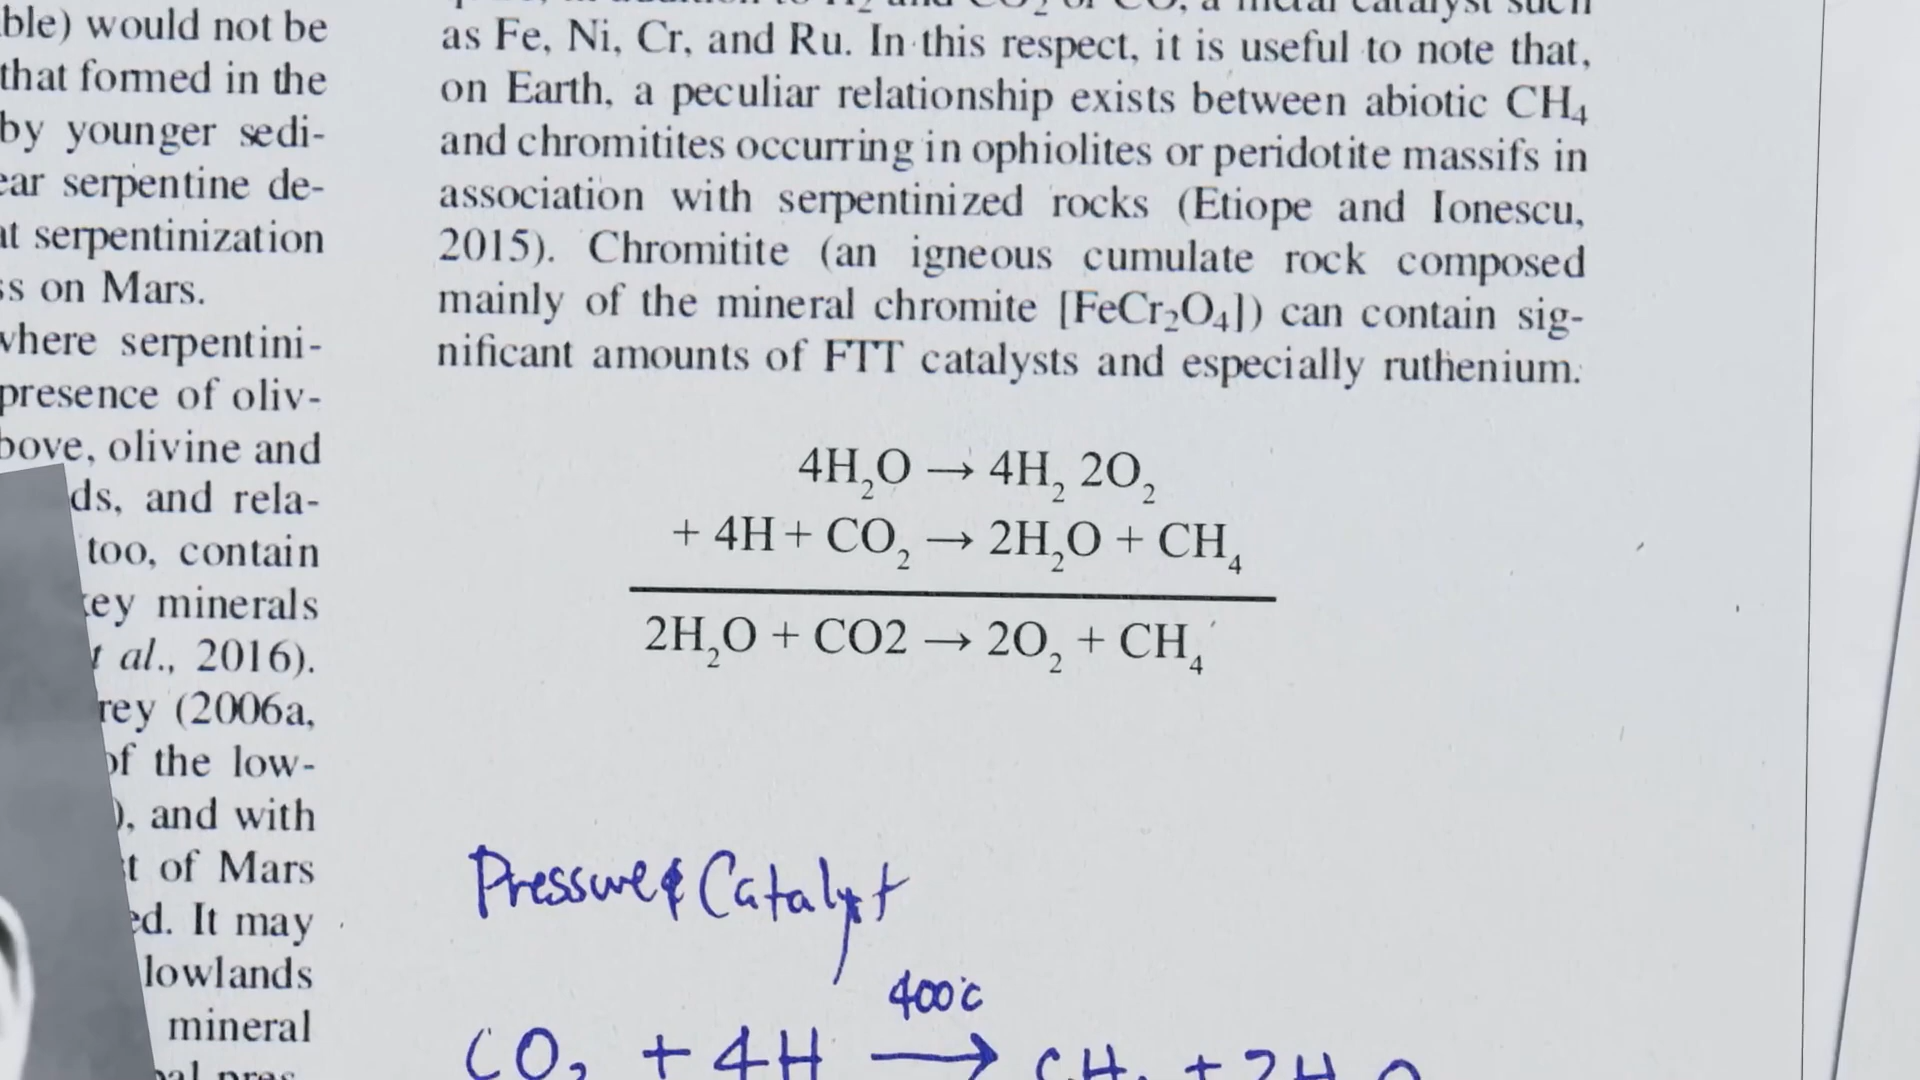 ble) would not be
that formed in the
by younger sedi-
ear serpentine de-
at serpentinization
ss on Mars.
where serpentini-
presence of oliv-
bove, olivine and
ds, and rela-
too, contain
key minerals
t al., 2016).
rey (2006a,
of the low-
), and with
t of Mars
ed. It may
lowlands
mineral
as Fe, Ni, Cr, and Ru. In this respect, it is useful to note that,
on Earth, a peculiar relationship exists between abiotic CH₄
and chromitites occurring in ophiolites or peridotite massifs in
association with serpentinized rocks (Etiope and Ionescu,
2015). Chromitite (an igneous cumulate rock composed
mainly of the mineral chromite [FeCr₂O₄]) can contain sig-
nificant amounts of FTT catalysts and especially ruthenium.
4H₂O → 4H₂ 2O₂
+ 4H + CO₂ → 2H₂O + CH₄
2H₂O + CO2 → 2O₂ + CH₄
Pressure & Catalyst
400°C
CO₂ + 4H → CH₄ + 2H₂O